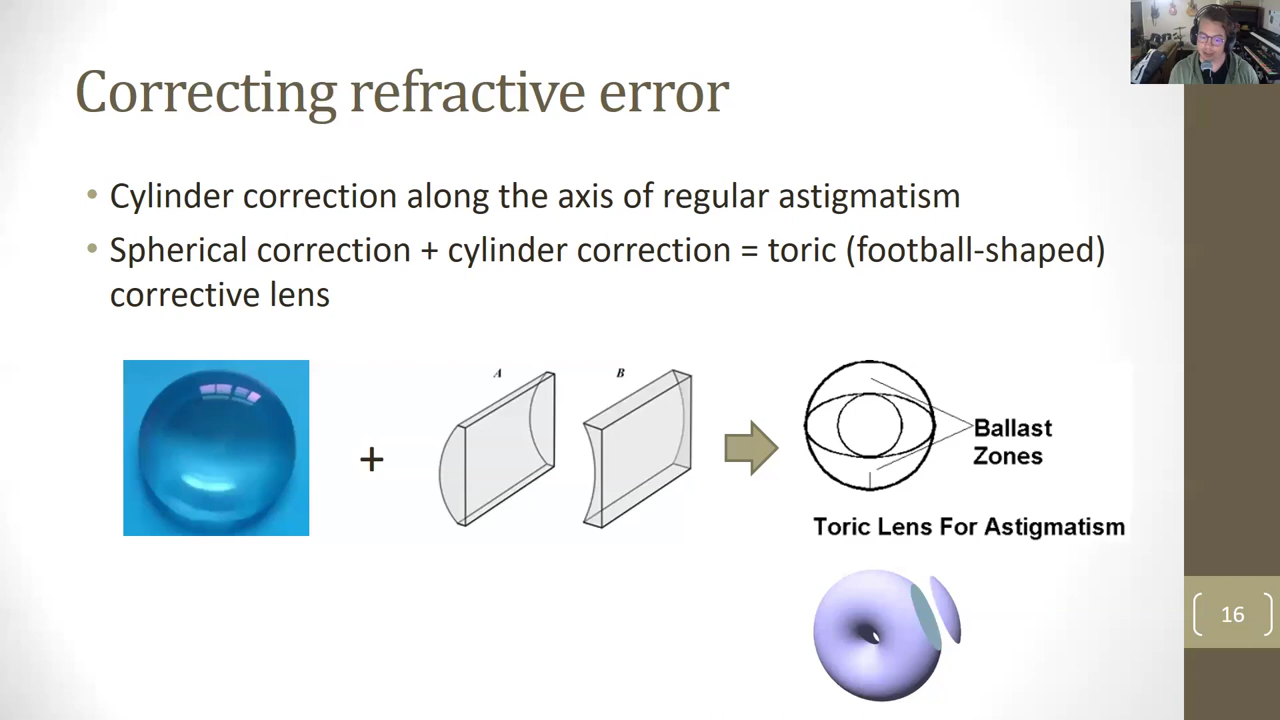 Correcting refractive error
• Cylinder correction along the axis of regular astigmatism
• Spherical correction + cylinder correction = toric (football-shaped)
corrective lens
A
B
+
Ballast
Zones
Toric Lens For Astigmatism
16